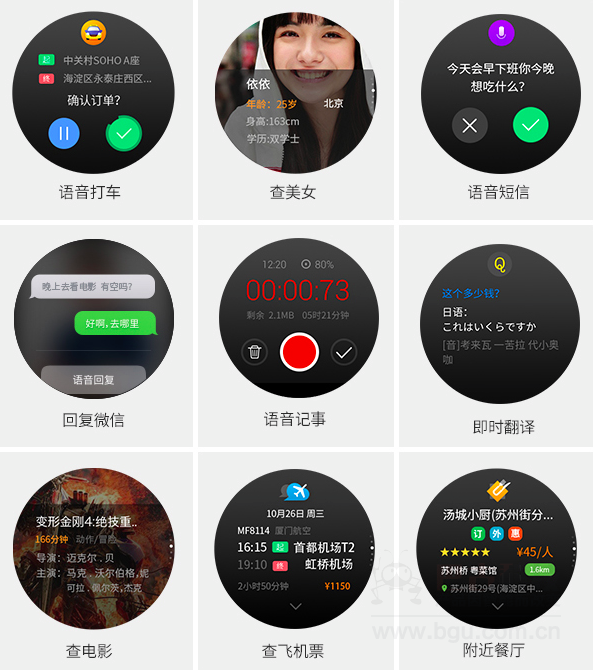 起 中关村SOHO A座
终 海淀区永泰庄西区...
确认订单?
语音打车
依依
年龄: 25岁 北京
身高:163cm
学历:双学士
查美女
今天会早下班你今晚
想吃什么?
语音短信
晚上去看电影 有空吗?
好啊,去哪里
语音回复
回复微信
12:20 80%
00:00:73
剩余 2.1MB 05时21分钟
语音记事
Q
这个多少钱?
日语:
これはいくらですか
[音]考来瓦 一苦拉 代小奥
咖
即时翻译
变形金刚4:绝技重..
166分钟 动作/冒险
导演: 迈克尔 . 贝
主演: 马克 . 沃尔伯格,妮
可拉 . 佩尔茨,杰克
查电影
10月26日 周三
MF8114 厦门航空
16:15 起 首都机场T2
19:10 终 虹桥机场
2小时50分钟 ¥1150
查飞机票
汤城小厨(苏州街分...
订 外 惠
¥45/人
苏州桥 粤菜馆 1.6km
苏州街29号(海淀区中...
附近餐厅
www.bgu.com.cn